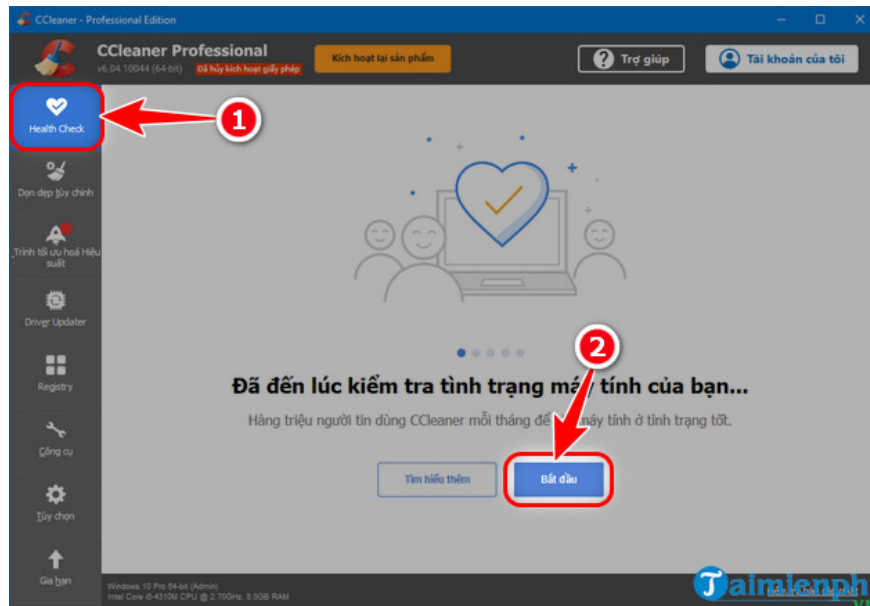 CCleaner - Professional Edition
CCleaner Professional
v6.04.10044 (64-bit)
Đã hủy kích hoạt giấy phép
Kích hoạt lại sản phẩm
Trợ giúp
Tài khoản của tôi
Health Check
1
Dọn dẹp tùy chỉnh
Trình tối ưu hoá Hiệu
suất
Driver Updater
Registry
Công cụ
Tùy chọn
Gia hạn
2
Đã đến lúc kiểm tra tình trạng máy tính của bạn...
Hàng triệu người tin dùng CCleaner mỗi tháng để máy tính ở tình trạng tốt.
Tìm hiểu thêm
Bắt đầu
Windows 10 Pro 64-bit (Admin)
Intel Core i5-4310M CPU @ 2.70GHz, 8.0GB RAM
Taimienph